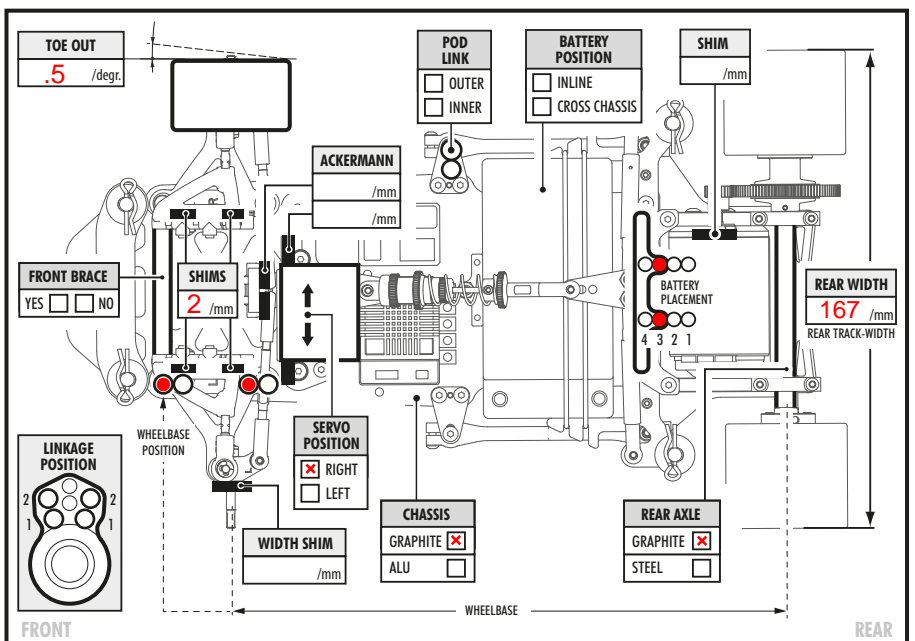 TOE OUT
.5 /degr.
POD
LINK
OUTER
INNER
BATTERY
POSITION
INLINE
CROSS CHASSIS
SHIM
/mm
ACKERMANN
/mm
/mm
FRONT BRACE
YES NO
SHIMS
2 /mm
BATTERY
PLACEMENT
4 3 2 1
REAR WIDTH
167 /mm
REAR TRACK-WIDTH
WHEELBASE
POSITION
LINKAGE
POSITION
2 2
1 1
SERVO
POSITION
RIGHT
LEFT
WIDTH SHIM
/mm
CHASSIS
GRAPHITE
ALU
REAR AXLE
GRAPHITE
STEEL
WHEELBASE
FRONT REAR